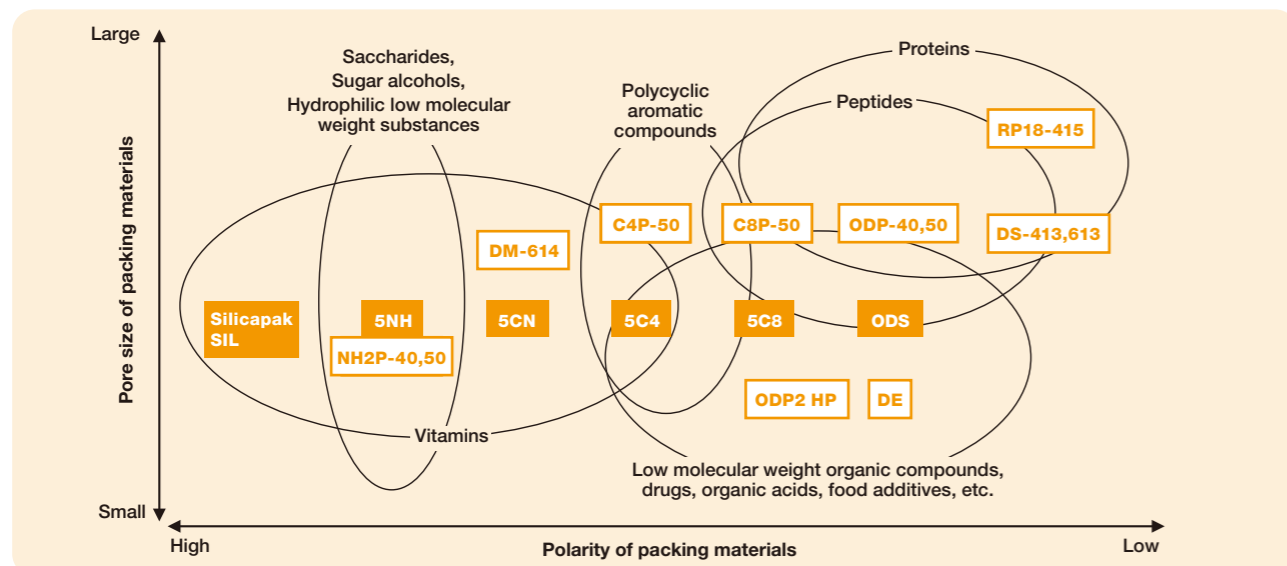 Large
Saccharides,
Sugar alcohols,
Hydrophilic low molecular
weight substances
Polycyclic
aromatic
compounds
Proteins
Peptides
RP18-415
C4P-50
C8P-50
ODP-40,50
DS-413,613
DM-614
Silicapak
SIL
5NH
5CN
5C4
5C8
ODS
NH2P-40,50
ODP2 HP
DE
Vitamins
Low molecular weight organic compounds,
drugs, organic acids, food additives, etc.
Pore size of packing materials
Small
High
Polarity of packing materials
Low